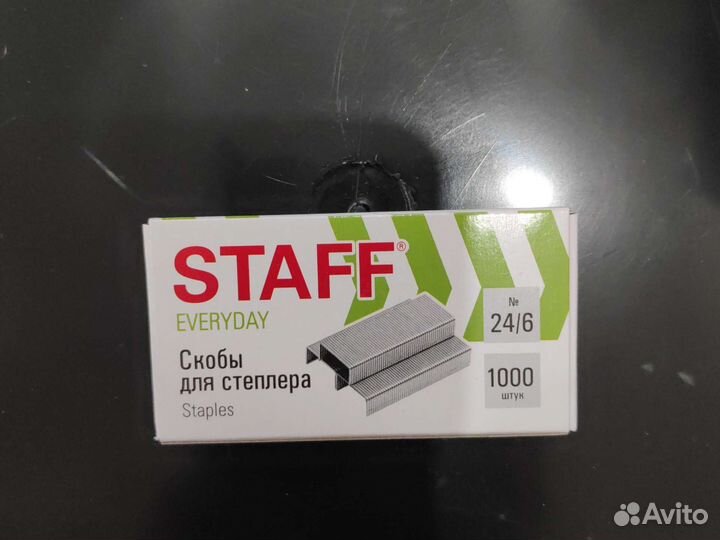 STAFF®
EVERYDAY
Скобы
для степлера
Staples
№
24/6
1000
штук
Avito